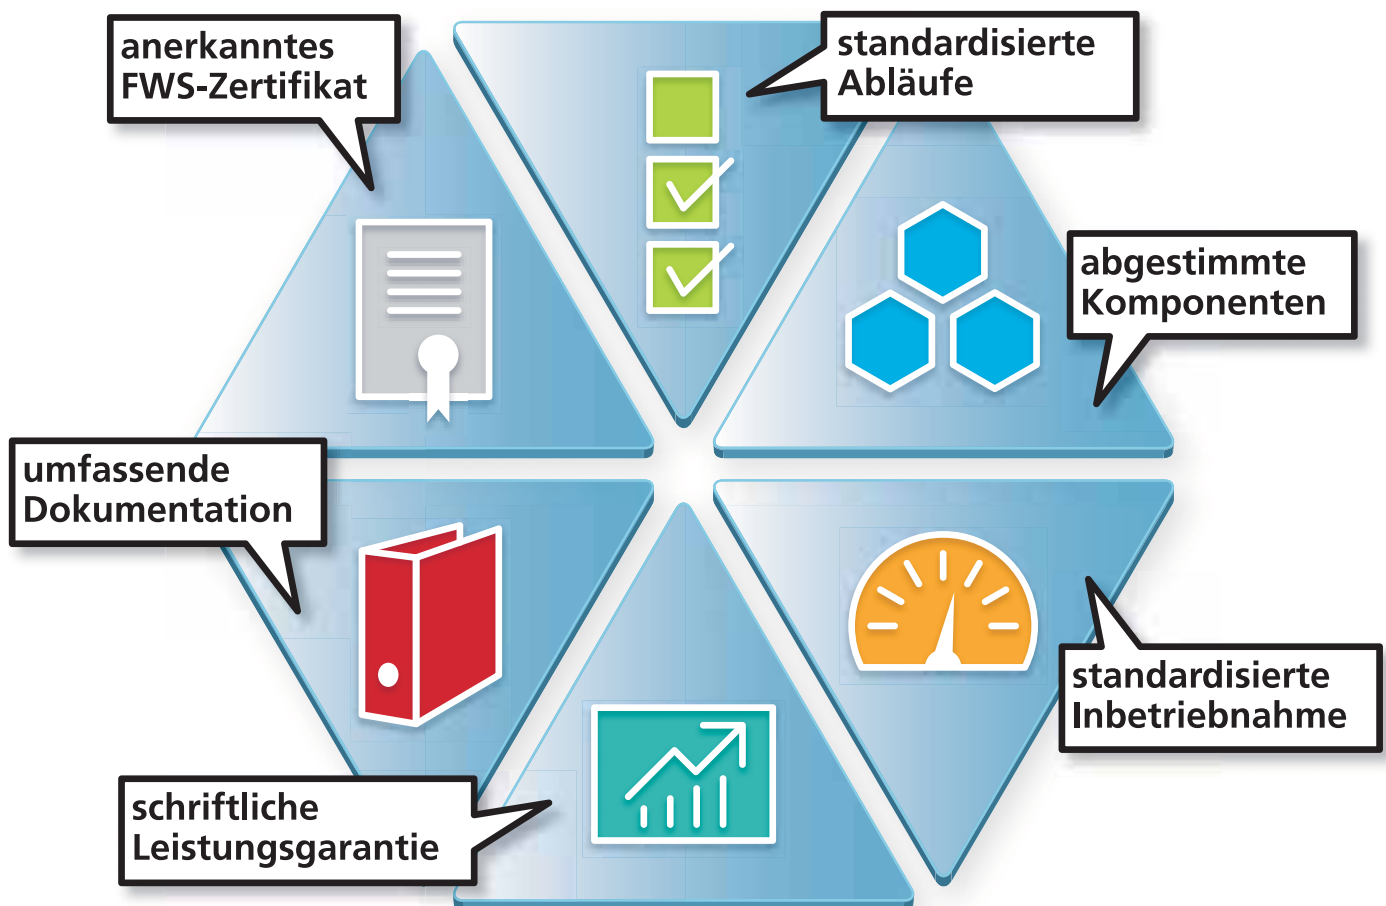 anerkanntes
FWS-Zertifikat
standardisierte
Abläufe
abgestimmte
Komponenten
umfassende
Dokumentation
standardisierte
Inbetriebnahme
schriftliche
Leistungsgarantie